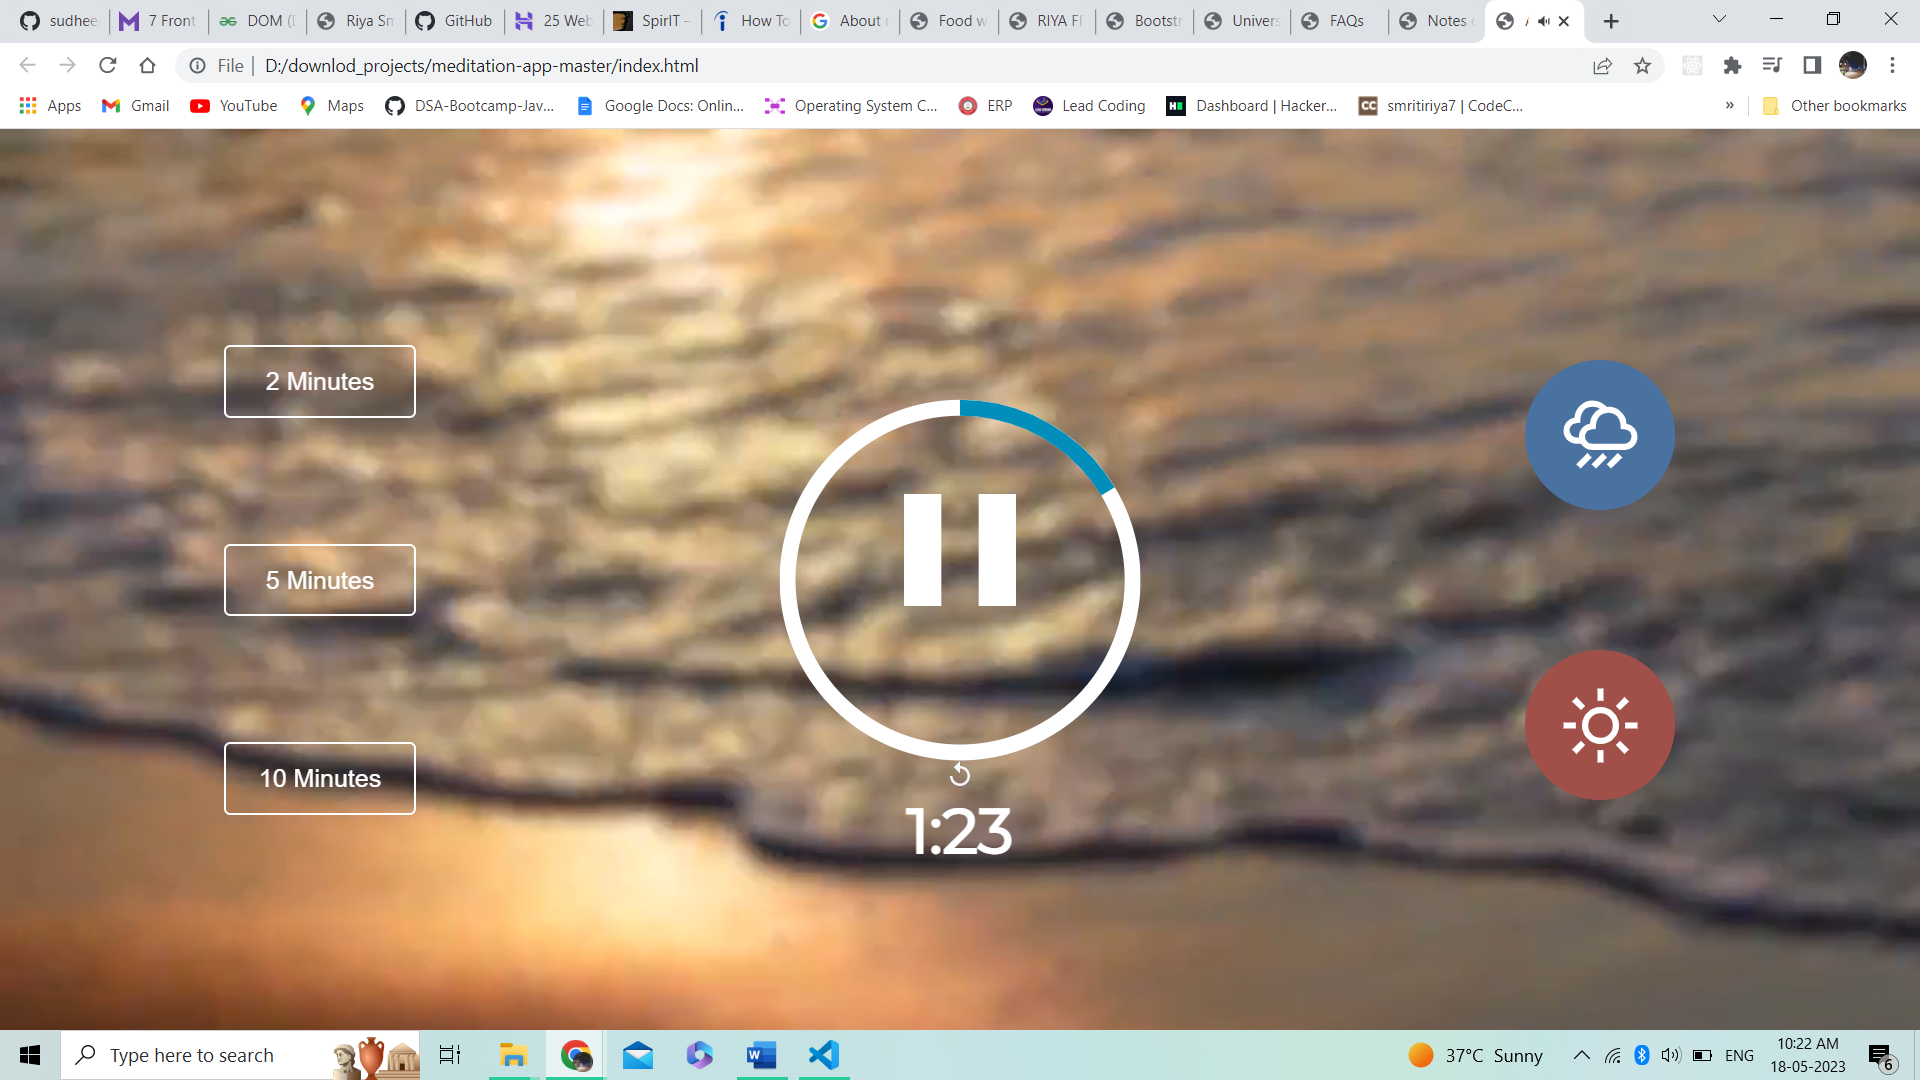 sudhee 7 Front DOM (I Riya Sm GitHub 25 Web SpirIT – How To About Food w RIYA FI Bootstr Univers FAQs Notes
File D:/downlod_projects/meditation-app-master/index.html
Apps Gmail YouTube Maps DSA-Bootcamp-Jav... Google Docs: Onlin... Operating System C... ERP Lead Coding Dashboard | Hacker... CC smritiriya7 | CodeC... » Other bookmarks
2 Minutes
5 Minutes
10 Minutes
1:23
Type here to search
37°C Sunny ENG
10:22 AM
18-05-2023
6